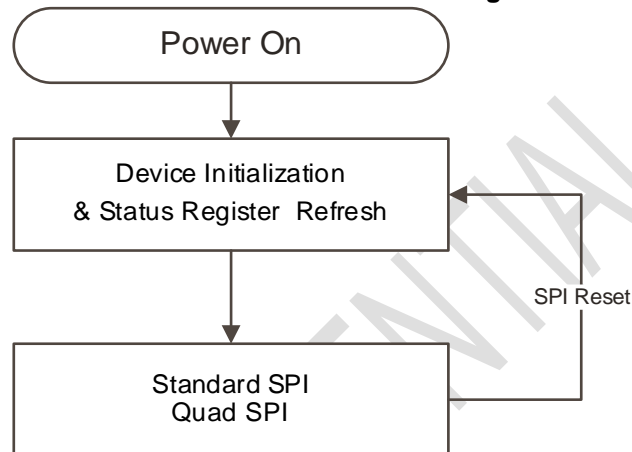 Power On
Device Initialization
& Status Register Refresh
SPI Reset
Standard SPI
Quad SPI